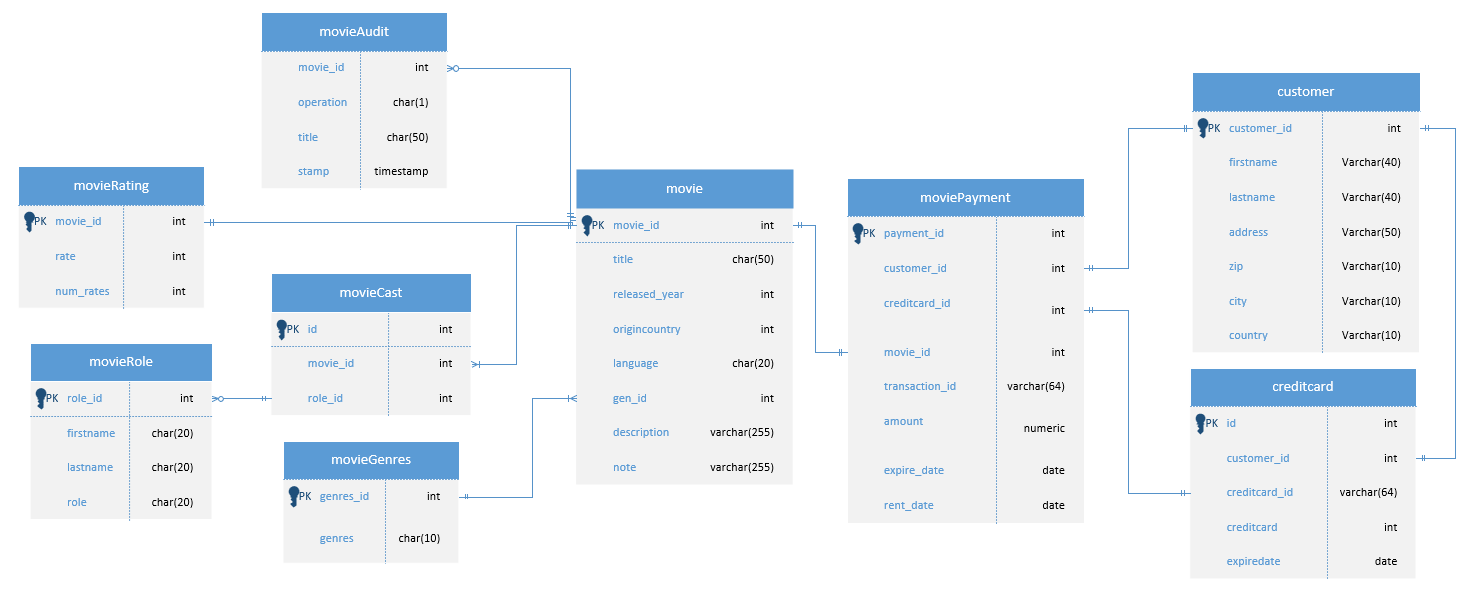 movieAudit
movie_id int
operation char(1)
title char(50)
stamp timestamp
movieRating
PK movie_id int
rate int
num_rates int
movieCast
PK id int
movie_id int
role_id int
movieRole
PK role_id int
firstname char(20)
lastname char(20)
role char(20)
movieGenres
PK genres_id int
genres char(10)
movie
PK movie_id int
title char(50)
released_year int
origincountry int
language char(20)
gen_id int
description varchar(255)
note varchar(255)
moviePayment
PK payment_id int
customer_id int
creditcard_id int
movie_id int
transaction_id varchar(64)
amount numeric
expire_date date
rent_date date
customer
PK customer_id int
firstname Varchar(40)
lastname Varchar(40)
address Varchar(50)
zip Varchar(10)
city Varchar(10)
country Varchar(10)
creditcard
PK id int
customer_id int
creditcard_id varchar(64)
creditcard int
expiredate date